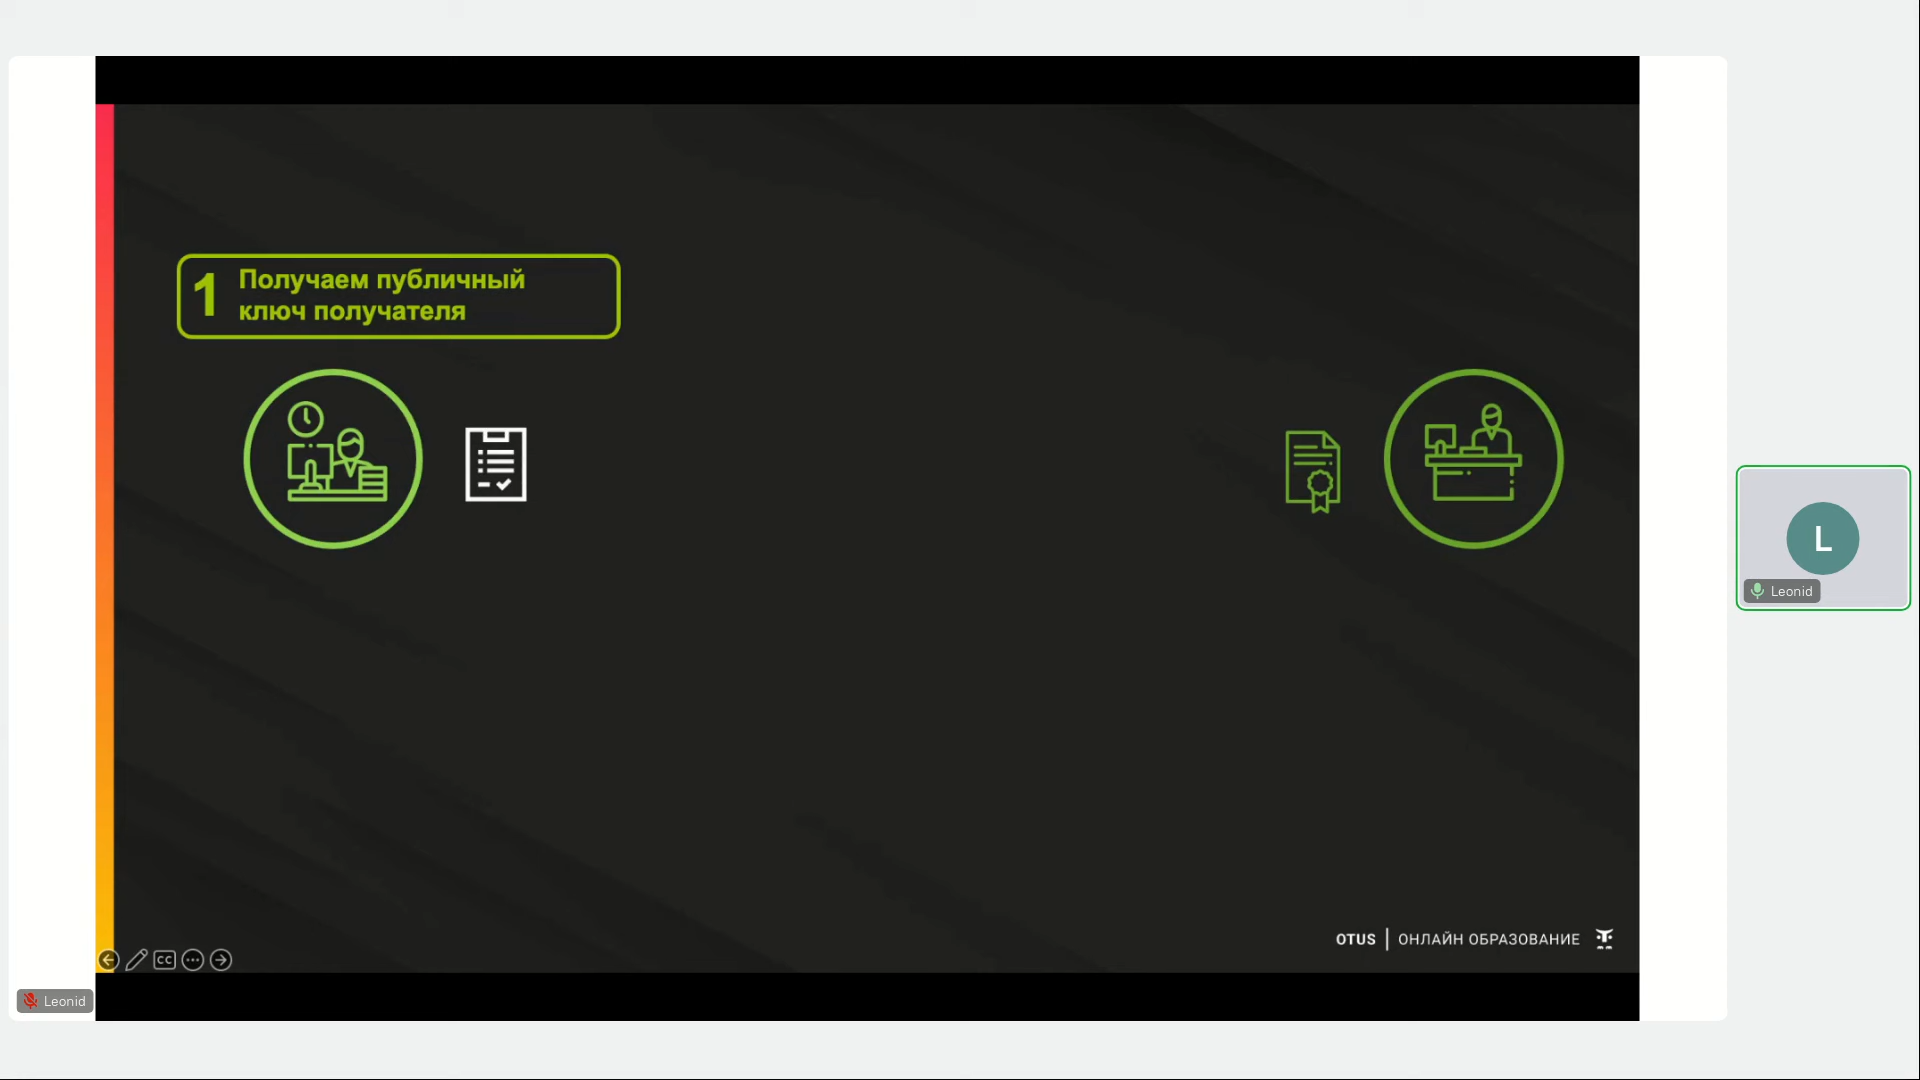 1 Получаем публичный
ключ получателя
L
Leonid
OTUS | ОНЛАЙН ОБРАЗОВАНИЕ
CC
Leonid